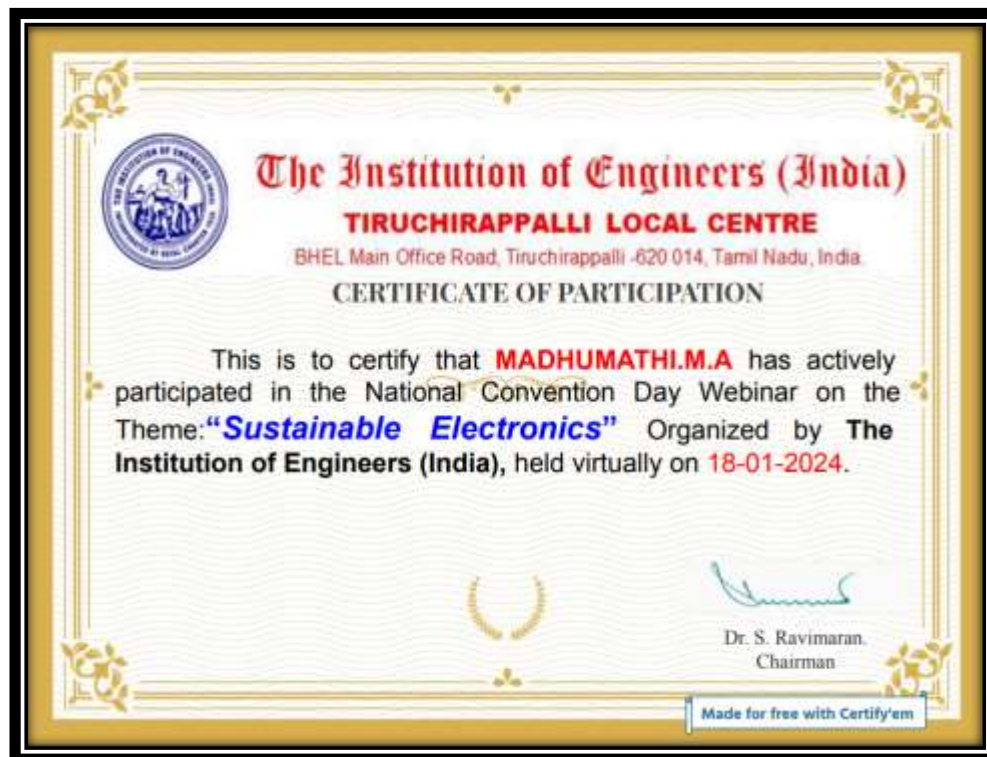 The Institution of Engineers (India)
TIRUCHIRAPPALLI LOCAL CENTRE
BHEL Main Office Road, Tiruchirappalli -620 014, Tamil Nadu, India.
CERTIFICATE OF PARTICIPATION
This is to certify that MADHUMATHI.M.A has actively
participated in the National Convention Day Webinar on the
Theme:“Sustainable Electronics” Organized by The
Institution of Engineers (India), held virtually on 18-01-2024.
Dr. S. Ravimaran.
Chairman
Made for free with Certify'em